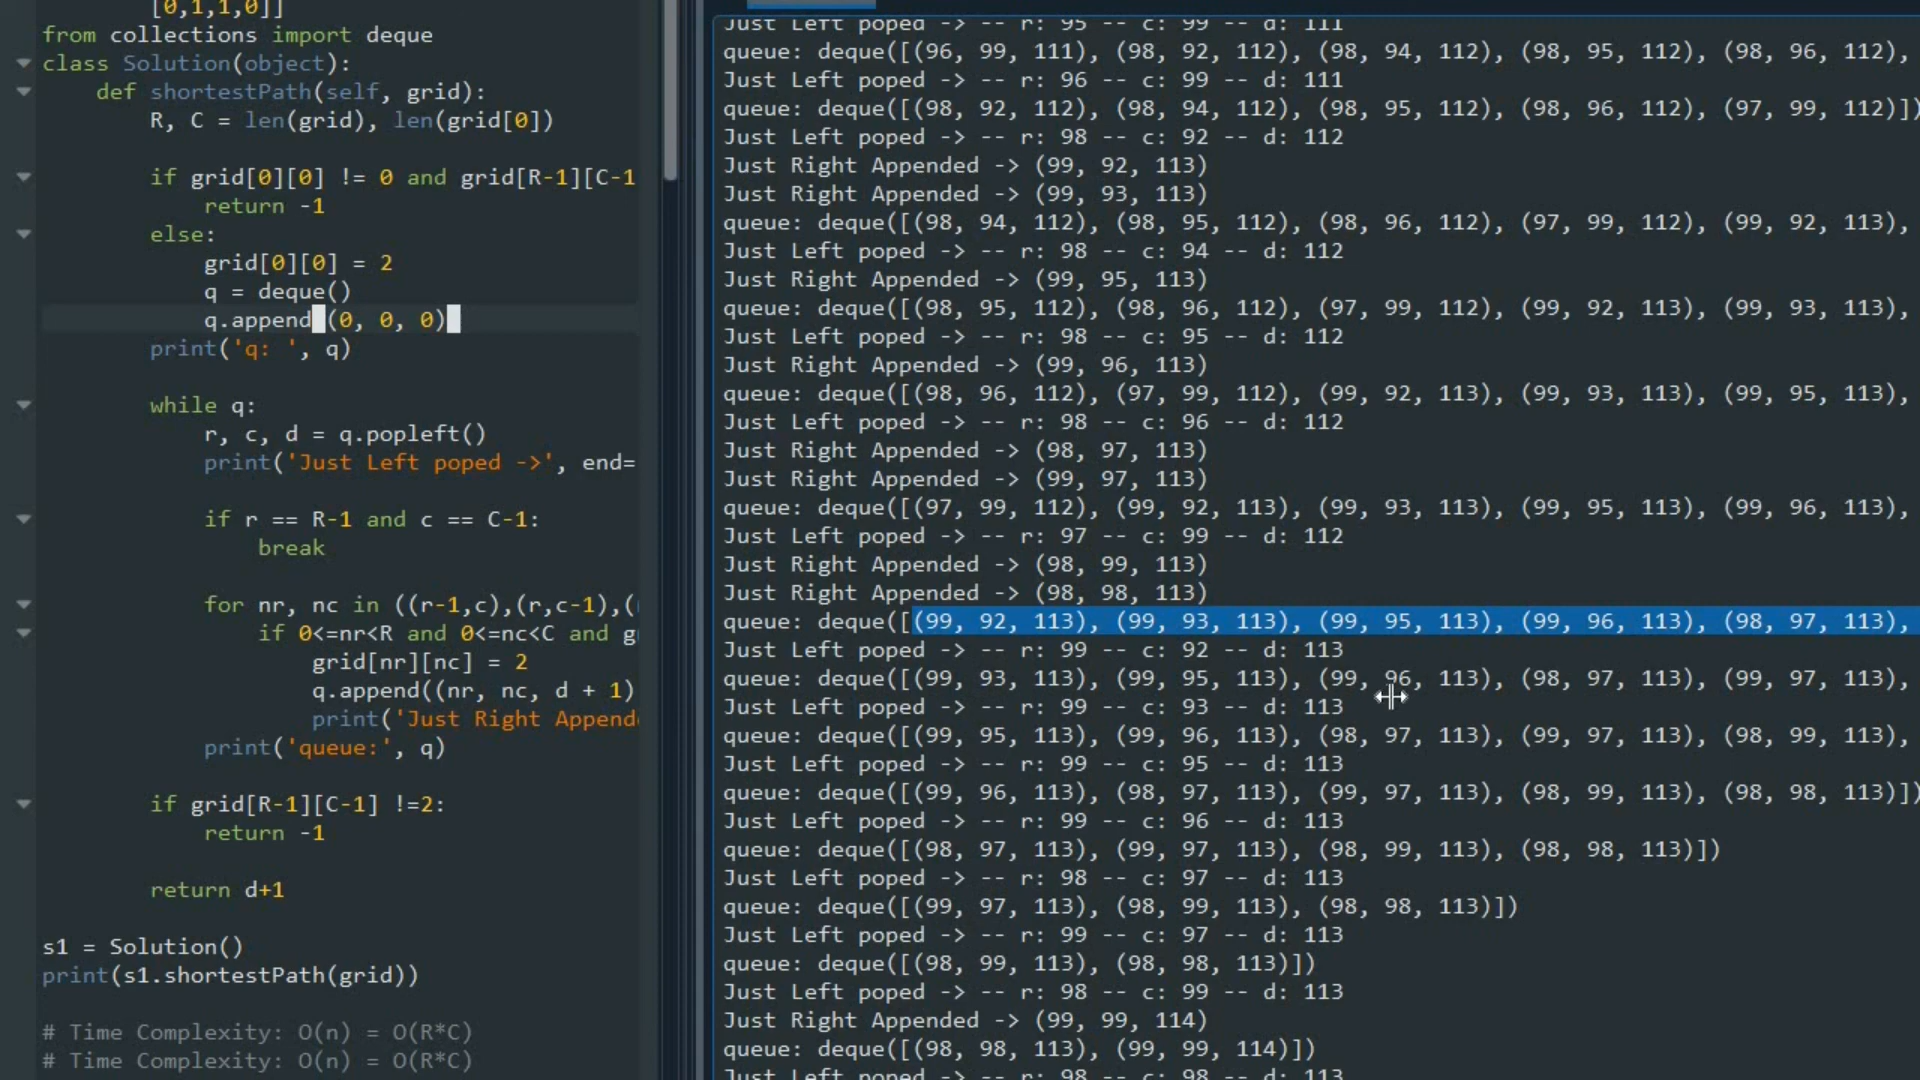 [0,1,1,0]]
from collections import deque
class Solution(object):
def shortestPath(self, grid):
R, C = len(grid), len(grid[0])
if grid[0][0] != 0 and grid[R-1][C-1
return -1
else:
grid[0][0] = 2
q = deque()
q.append (0, 0, 0)
print('q: ', q)
while q:
r, c, d = q.popleft()
print('Just Left poped ->', end=
if r == R-1 and c == C-1:
break
for nr, nc in ((r-1,c),(r,c-1),(
if 0<=nr<R and 0<=nc<C and g
grid[nr][nc] = 2
q.append((nr, nc, d + 1)
print('Just Right Append
print('queue:', q)
if grid[R-1][C-1] !=2:
return -1
return d+1
s1 = Solution()
print(s1.shortestPath(grid))
# Time Complexity: O(n) = O(R*C)
# Time Complexity: O(n) = O(R*C)
Just Left poped -> -- r: 95 -- c: 99 -- d: 111
queue: deque([(96, 99, 111), (98, 92, 112), (98, 94, 112), (98, 95, 112), (98, 96, 112),
Just Left poped -> -- r: 96 -- c: 99 -- d: 111
queue: deque([(98, 92, 112), (98, 94, 112), (98, 95, 112), (98, 96, 112), (97, 99, 112)])
Just Left poped -> -- r: 98 -- c: 92 -- d: 112
Just Right Appended -> (99, 92, 113)
Just Right Appended -> (99, 93, 113)
queue: deque([(98, 94, 112), (98, 95, 112), (98, 96, 112), (97, 99, 112), (99, 92, 113),
Just Left poped -> -- r: 98 -- c: 94 -- d: 112
Just Right Appended -> (99, 95, 113)
queue: deque([(98, 95, 112), (98, 96, 112), (97, 99, 112), (99, 92, 113), (99, 93, 113),
Just Left poped -> -- r: 98 -- c: 95 -- d: 112
Just Right Appended -> (99, 96, 113)
queue: deque([(98, 96, 112), (97, 99, 112), (99, 92, 113), (99, 93, 113), (99, 95, 113),
Just Left poped -> -- r: 98 -- c: 96 -- d: 112
Just Right Appended -> (98, 97, 113)
Just Right Appended -> (99, 97, 113)
queue: deque([(97, 99, 112), (99, 92, 113), (99, 93, 113), (99, 95, 113), (99, 96, 113),
Just Left poped -> -- r: 97 -- c: 99 -- d: 112
Just Right Appended -> (98, 99, 113)
Just Right Appended -> (98, 98, 113)
queue: deque([(99, 92, 113), (99, 93, 113), (99, 95, 113), (99, 96, 113), (98, 97, 113),
Just Left poped -> -- r: 99 -- c: 92 -- d: 113
queue: deque([(99, 93, 113), (99, 95, 113), (99, 96, 113), (98, 97, 113), (99, 97, 113),
Just Left poped -> -- r: 99 -- c: 93 -- d: 113
queue: deque([(99, 95, 113), (99, 96, 113), (98, 97, 113), (99, 97, 113), (98, 99, 113),
Just Left poped -> -- r: 99 -- c: 95 -- d: 113
queue: deque([(99, 96, 113), (98, 97, 113), (99, 97, 113), (98, 99, 113), (98, 98, 113)])
Just Left poped -> -- r: 99 -- c: 96 -- d: 113
queue: deque([(98, 97, 113), (99, 97, 113), (98, 99, 113), (98, 98, 113)])
Just Left poped -> -- r: 98 -- c: 97 -- d: 113
queue: deque([(99, 97, 113), (98, 99, 113), (98, 98, 113)])
Just Left poped -> -- r: 99 -- c: 97 -- d: 113
queue: deque([(98, 99, 113), (98, 98, 113)])
Just Left poped -> -- r: 98 -- c: 99 -- d: 113
Just Right Appended -> (99, 99, 114)
queue: deque([(98, 98, 113), (99, 99, 114)])
Just Left poped -> -- r: 98 -- c: 98 -- d: 113